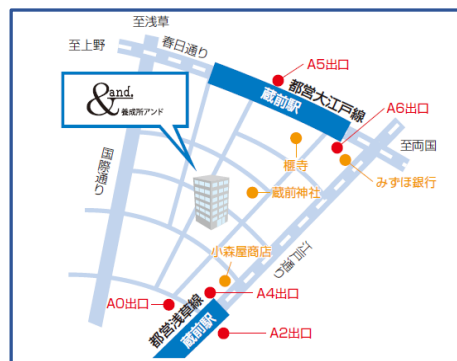 至浅草
至上野
春日通り
A5出口
都営大江戸線
蔵前駅
A6出口
至両国
&and.
養成所アンド
国際通り
榧寺
みずほ銀行
蔵前神社
江戸通り
小森屋商店
A0出口
A4出口
都営浅草線
蔵前駅
A2出口